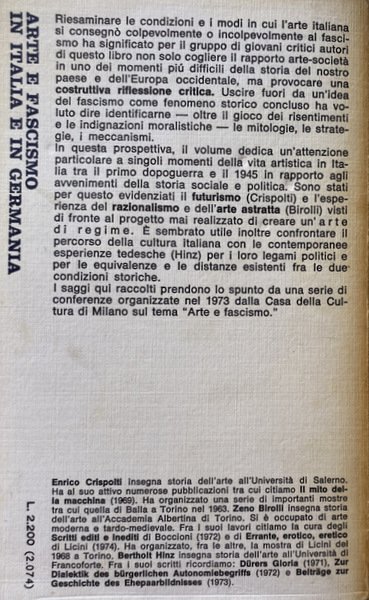 ARTE E FASCISMO
IN ITALIA E IN GERMANIA
Riesaminare le condizioni e i modi in cui l'arte italiana
si consegnò colpevolmente o incolpevolmente al fasci-
smo ha significato per il gruppo di giovani critici autori
di questo libro non solo cogliere il rapporto arte-società
in uno dei momenti piú difficili della storia del nostro
paese e dell'Europa occidentale, ma provocare una
costruttiva riflessione critica. Uscire fuori da un'idea
del fascismo come fenomeno storico concluso ha vo-
luto dire identificarne — oltre il gioco dei risentimenti
e le indignazioni moralistiche — le mitologie, le strate-
gie, i meccanismi.
In questa prospettiva, il volume dedica un'attenzione
particolare a singoli momenti della vita artistica in Ita-
lia tra il primo dopoguerra e il 1945 in rapporto agli
avvenimenti della storia sociale e politica. Sono stati
per questo evidenziati il futurismo (Crispolti) e l'espe-
rienza del razionalismo e dell'arte astratta (Birolli) visti
di fronte al progetto mai realizzato di creare un'arte
di regime. È sembrato utile inoltre confrontare il
percorso della cultura italiana con le contemporanee
esperienze tedesche (Hinz) per i loro legami politici e
per le equivalenze e le distanze esistenti fra le due
condizioni storiche.
I saggi qui raccolti prendono lo spunto da una serie di
conferenze organizzate nel 1973 dalla Casa della Cul-
tura di Milano sul tema "Arte e fascismo."
Enrico Crispolti insegna storia dell'arte all'Università di Salerno.
Ha al suo attivo numerose pubblicazioni tra cui citiamo Il mito del-
la macchina (1969). Ha organizzato una serie di importanti mostre
tra cui quella di Balla a Torino nel 1963. Zeno Birolli insegna storia
dell'arte all'Accademia Albertina di Torino. Si è occupato di arte
moderna e tardo-medievale. Fra i suoi lavori citiamo la cura degli
Scritti editi e inediti di Boccioni (1972) e di Errante, erotico, eretico
di Licini (1974). Ha organizzato, fra le altre, la mostra di Licini del
1968 a Torino. Bertholt Hinz insegna storia dell'arte all'Università di
Francoforte. Fra i suoi scritti ricordiamo: Dürers Gloria (1971), Zur
Dialektik des bürgerlichen Autonomiebegriffs (1972) e Beiträge zur
Geschichte des Ehepaarbildnisses (1973).
L. 2.200 (2.074)